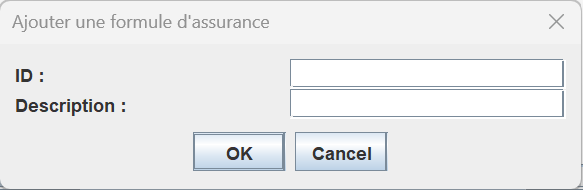 Ajouter une formule d'assurance
ID :
Description :
OK Cancel